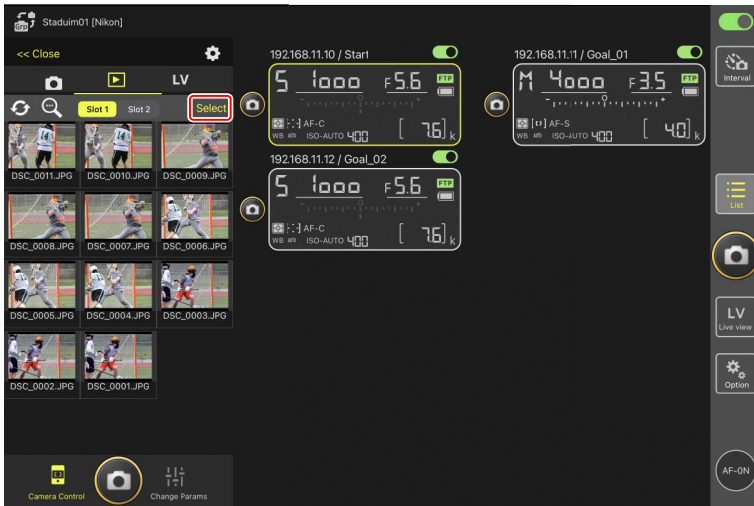 Grp
Staduim01 [Nikon]
<< Close
LV
Slot 1
Slot 2
Select
DSC_0011.JPG
DSC_0010.JPG
DSC_0009.JPG
DSC_0008.JPG
DSC_0007.JPG
DSC_0006.JPG
DSC_0005.JPG
DSC_0004.JPG
DSC_0003.JPG
DSC_0002.JPG
DSC_0001.JPG
Camera Control
Change Params
192.168.11.10 / Start
S 1000 F5.6 FTP
AF-C
WB ISO-AUTO 400 [ 7.6] k
192.168.11.11 / Goal_01
M 4000 F3.5 FTP
AF-S
WB ISO-AUTO 400 [ 4.0] k
192.168.11.12 / Goal_02
S 1000 F5.6 FTP
AF-C
WB ISO-AUTO 400 [ 7.6] k
Interval
List
LV
Live view
Option
AF-ON